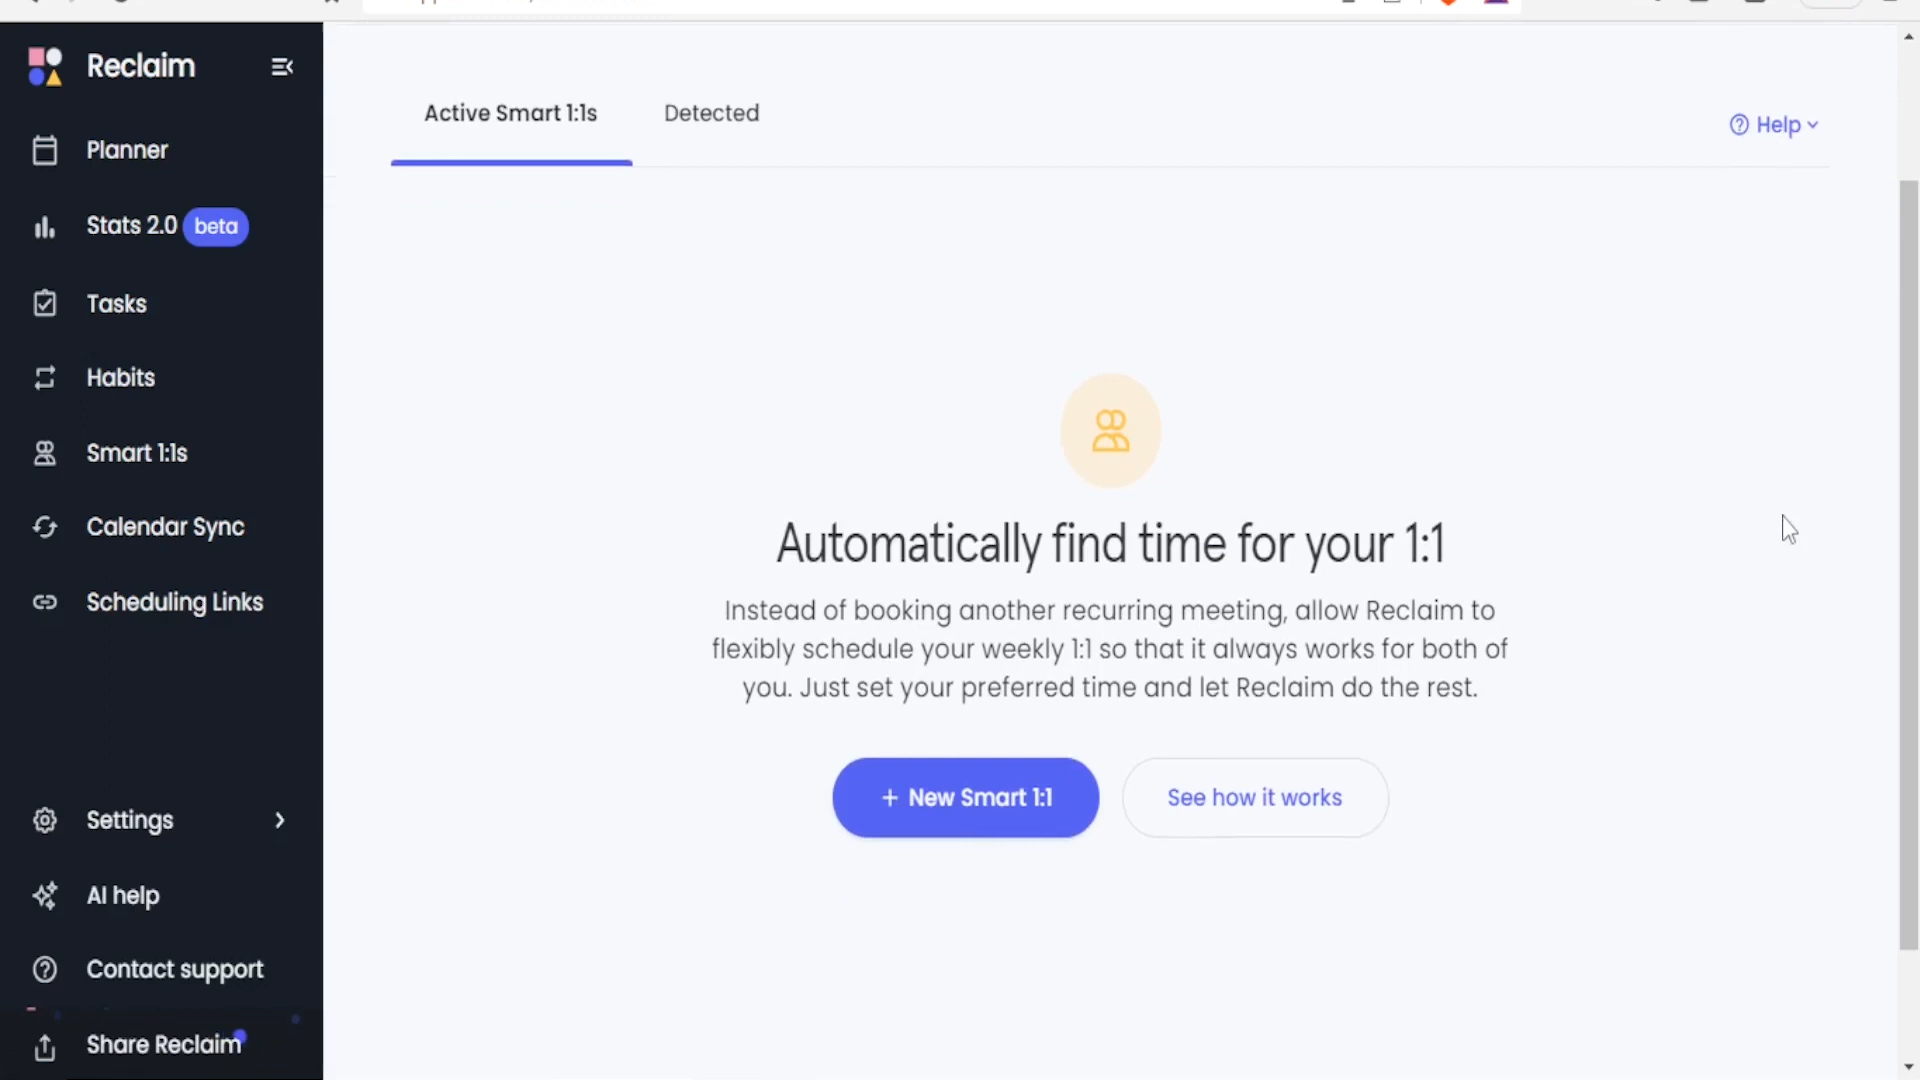 Reclaim
Planner
Stats 2.0 beta
Tasks
Habits
Smart 1:1s
Calendar Sync
Scheduling Links
Settings
AI help
Contact support
Share Reclaim
Active Smart 1:1s
Detected
Help
Automatically find time for your 1:1
Instead of booking another recurring meeting, allow Reclaim to
flexibly schedule your weekly 1:1 so that it always works for both of
you. Just set your preferred time and let Reclaim do the rest.
+ New Smart 1:1
See how it works